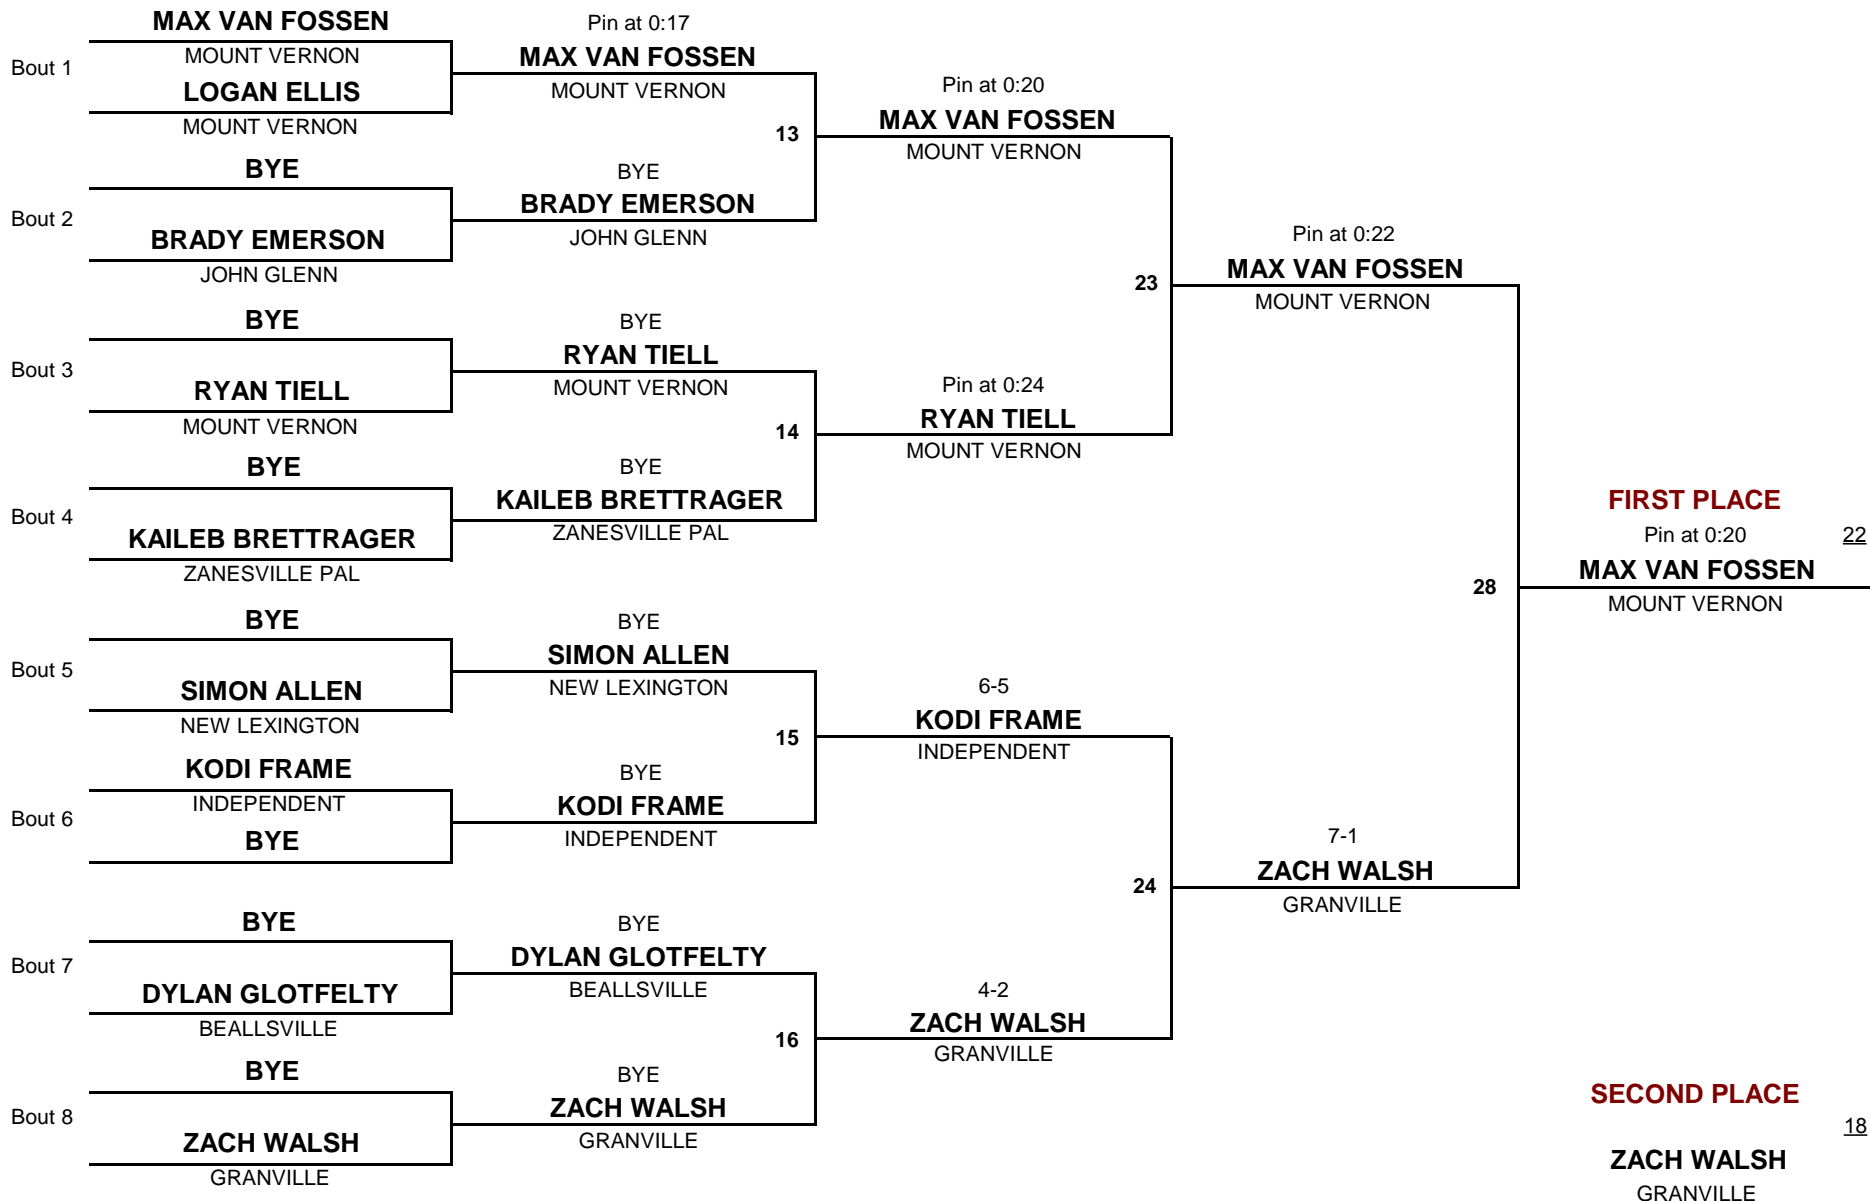 MAX VAN FOSSEN
MOUNT VERNON
Bout 1
LOGAN ELLIS
MOUNT VERNON
BYE
Bout 2
BRADY EMERSON
JOHN GLENN
BYE
Bout 3
RYAN TIELL
MOUNT VERNON
BYE
Bout 4
KAILEB BRETTRAGER
ZANESVILLE PAL
BYE
Bout 5
SIMON ALLEN
NEW LEXINGTON
KODI FRAME
INDEPENDENT
Bout 6
BYE
BYE
Bout 7
DYLAN GLOTFELTY
BEALLSVILLE
BYE
Bout 8
ZACH WALSH
GRANVILLE
Pin at 0:17
MAX VAN FOSSEN
MOUNT VERNON
13
BYE
BRADY EMERSON
JOHN GLENN
BYE
RYAN TIELL
MOUNT VERNON
14
BYE
KAILEB BRETTRAGER
ZANESVILLE PAL
BYE
SIMON ALLEN
NEW LEXINGTON
15
BYE
KODI FRAME
INDEPENDENT
BYE
DYLAN GLOTFELTY
BEALLSVILLE
16
BYE
ZACH WALSH
GRANVILLE
Pin at 0:20
MAX VAN FOSSEN
MOUNT VERNON
23
Pin at 0:24
RYAN TIELL
MOUNT VERNON
6-5
KODI FRAME
INDEPENDENT
24
4-2
ZACH WALSH
GRANVILLE
Pin at 0:22
MAX VAN FOSSEN
MOUNT VERNON
28
7-1
ZACH WALSH
GRANVILLE
FIRST PLACE
Pin at 0:20 22
MAX VAN FOSSEN
MOUNT VERNON
SECOND PLACE
18
ZACH WALSH
GRANVILLE